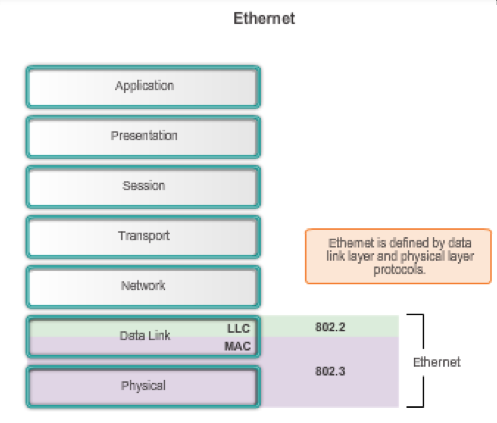 Ethernet
Application
Presentation
Session
Transport
Ethernet is defined by data
link layer and physical layer
protocols.
Network
Data Link
LLC
MAC
802.2
802.3
Ethernet
Physical